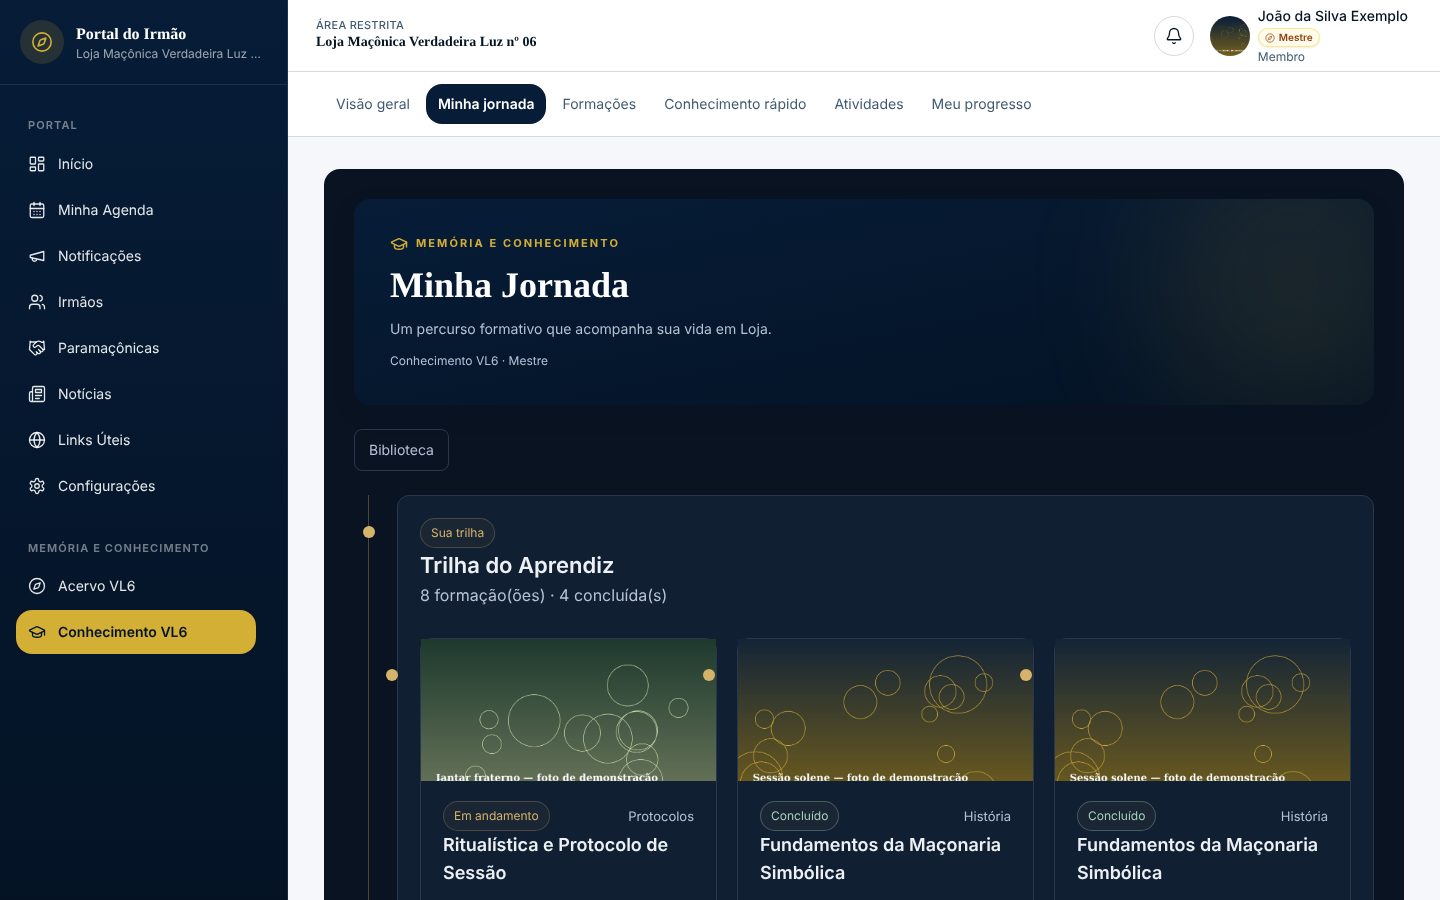 Portal do Irmão
Loja Maçônica Verdadeira Luz ...
PORTAL
Início
Minha Agenda
Notificações
Irmãos
Paramaçônicas
Notícias
Links Úteis
Configurações
MEMÓRIA E CONHECIMENTO
Acervo VL6
Conhecimento VL6
ÁREA RESTRITA
Loja Maçônica Verdadeira Luz nº 06
João da Silva Exemplo
Mestre
Membro
Visão geral
Minha jornada
Formações
Conhecimento rápido
Atividades
Meu progresso
MEMÓRIA E CONHECIMENTO
Minha Jornada
Um percurso formativo que acompanha sua vida em Loja.
Conhecimento VL6 · Mestre
Biblioteca
Sua trilha
Trilha do Aprendiz
8 formação(ões) · 4 concluída(s)
Jantar fraterno — foto de demonstração
Em andamento
Protocolos
Ritualística e Protocolo de
Sessão
Sessão solene — foto de demonstração
Concluído
História
Fundamentos da Maçonaria
Simbólica
Sessão solene — foto de demonstração
Concluído
História
Fundamentos da Maçonaria
Simbólica